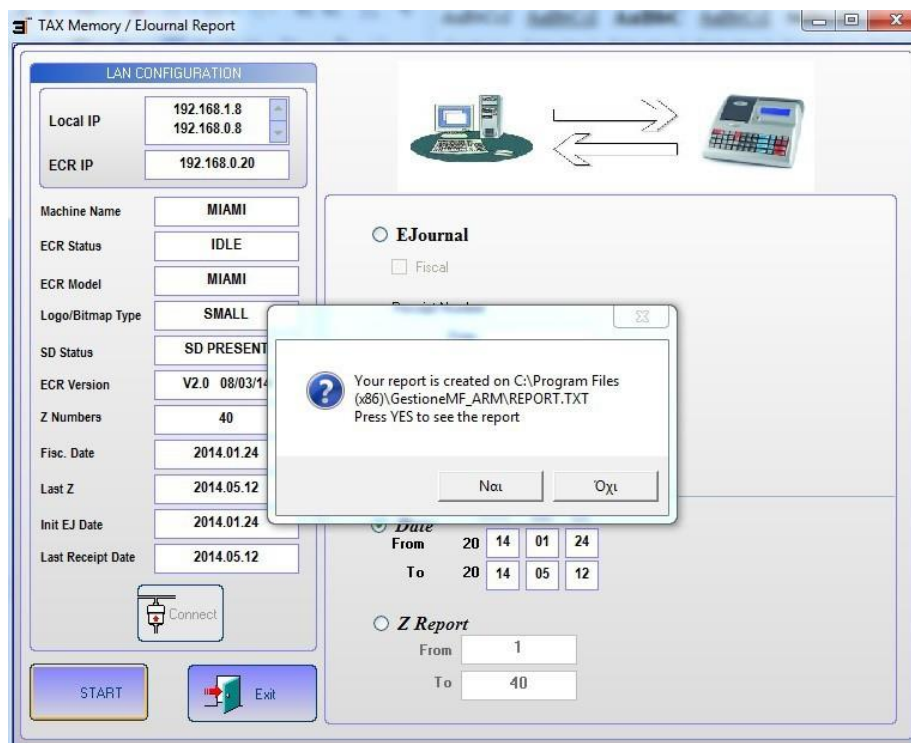 TAX Memory / EJournal Report
LAN CONFIGURATION
Local IP
192.168.1.8
192.168.0.8
ECR IP
192.168.0.20
Machine Name
MIAMI
ECR Status
IDLE
ECR Model
MIAMI
Logo/Bitmap Type
SMALL
SD Status
SD PRESENT
ECR Version
V2.0 08/03/14
Z Numbers
40
Fisc. Date
2014.01.24
Last Z
2014.05.12
Init EJ Date
2014.01.24
Last Receipt Date
2014.05.12
Connect
START
Exit
EJournal
Fiscal
Your report is created on C:\Program Files
(x86)\GestioneMF_ARM\REPORT.TXT
Press YES to see the report
Ναι
Όχι
Date
From 20 14 01 24
To 20 14 05 12
Z Report
From 1
To 40